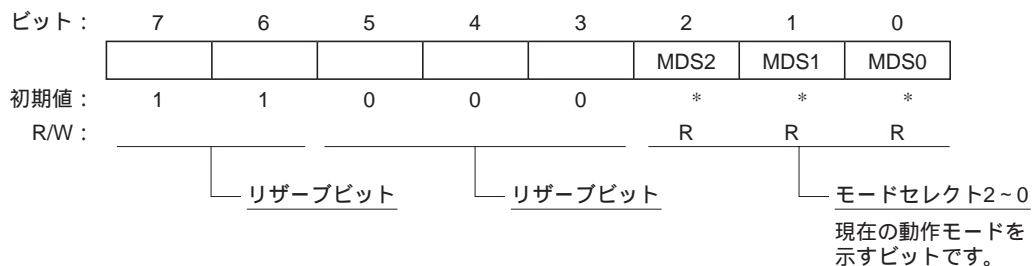 ビット： 7 6 5 4 3 2 1 0
MDS2 MDS1 MDS0
初期値： 1 1 0 0 0 * * *
R/W： R R R
リザーブビット リザーブビット モードセレクト2～0
現在の動作モードを
示すビットです。